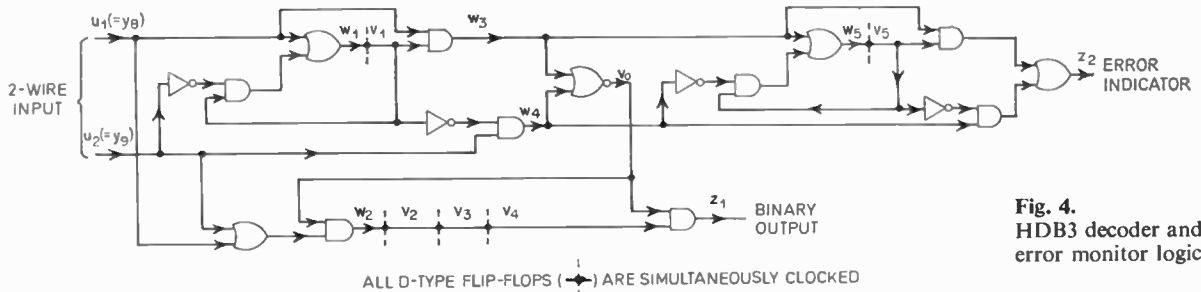 u1(=y8)
2-WIRE
INPUT
u2(=y9)
w1 v1
w3
w4
v0
w5 v5
z2 ERROR
INDICATOR
w2 v2 v3 v4
z1 BINARY
OUTPUT
ALL D-TYPE FLIP-FLOPS ( ) ARE SIMULTANEOUSLY CLOCKED
Fig. 4.
HDB3 decoder and
error monitor logic